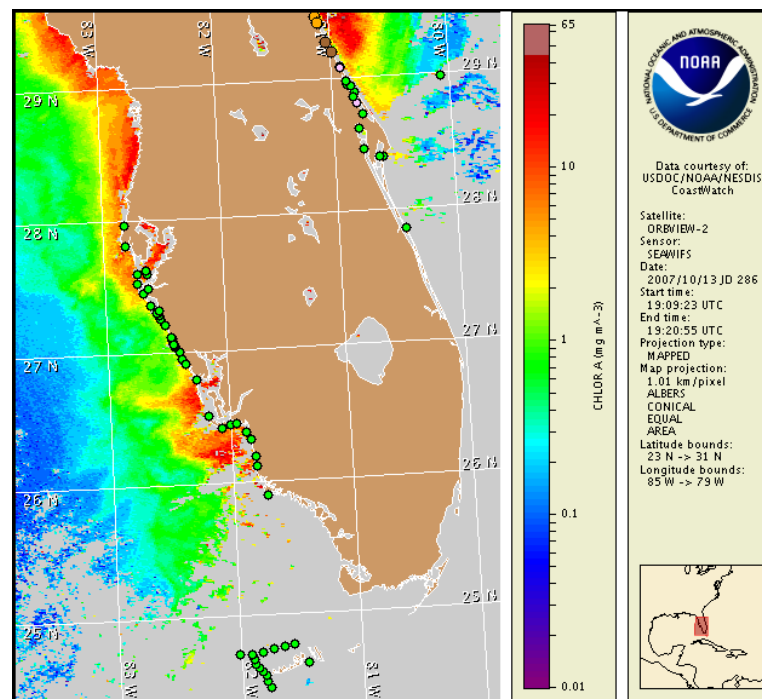 83 W
82 W
81 W
80 W
29 N
29 N
28 N
28 N
27 N
27 N
26 N
26 N
25 N
25 N
83 W
82 W
81 W
65
10
1
0.1
0.01
CHLOR A (mg m^-3)
NATIONAL OCEANIC AND ATMOSPHERIC ADMINISTRATION
NOAA
U.S. DEPARTMENT OF COMMERCE
Data courtesy of:
USDOC/NOAA/NESDIS
CoastWatch
Satellite:
ORBVIEW-2
Sensor:
SEAWIFS
Date:
2007/10/13 JD 286
Start time:
19:09:23 UTC
End time:
19:20:55 UTC
Projection type:
MAPPED
Map projection:
1.01 km/pixel
ALBERS
CONICAL
EQUAL
AREA
Latitude bounds:
23 N -> 31 N
Longitude bounds:
85 W -> 79 W